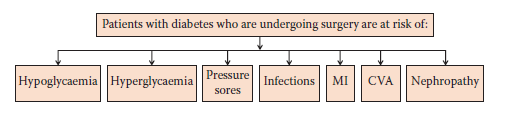 Patients with diabetes who are undergoing surgery are at risk of:
Hypoglycaemia
Hyperglycaemia
Pressure
sores
Infections
MI
CVA
Nephropathy